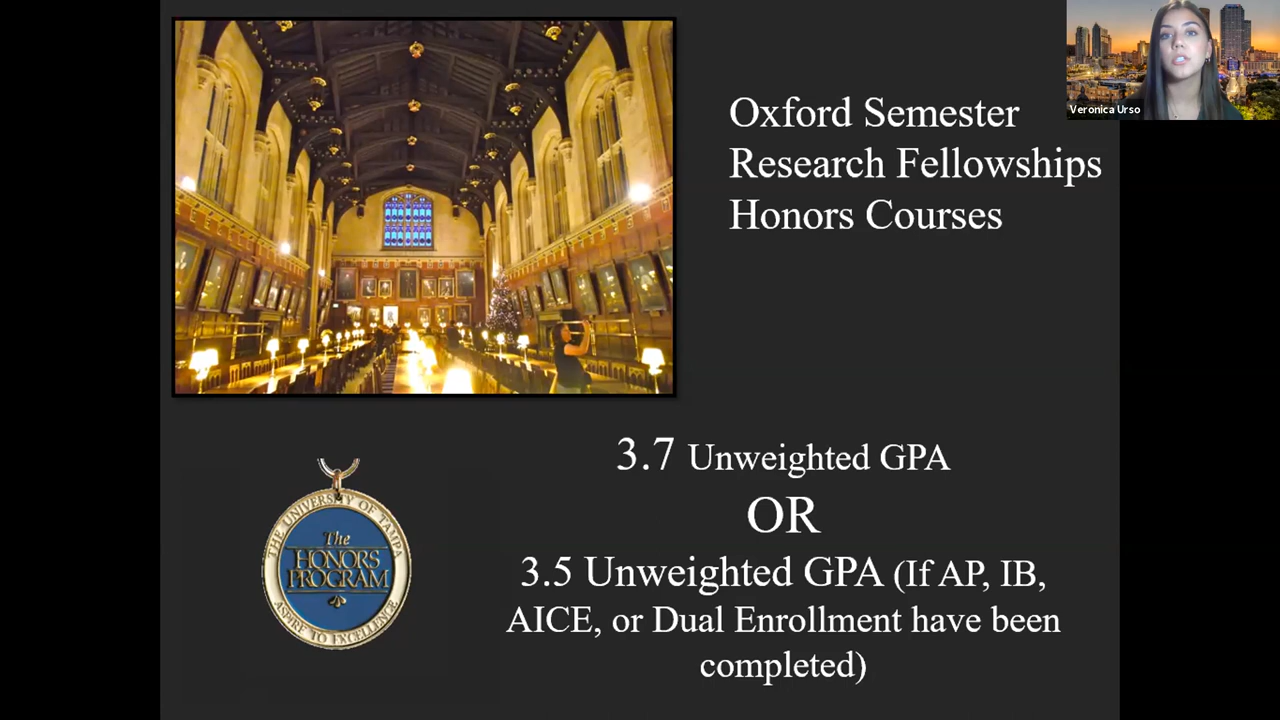 Veronica Urso
Oxford Semester
Research Fellowships
Honors Courses
3.7 Unweighted GPA
OR
3.5 Unweighted GPA (If AP, IB,
AICE, or Dual Enrollment have been
completed)
THE UNIVERSITY OF TAMPA
The
HONORS
PROGRAM
ASPIRE TO EXCELLENCE